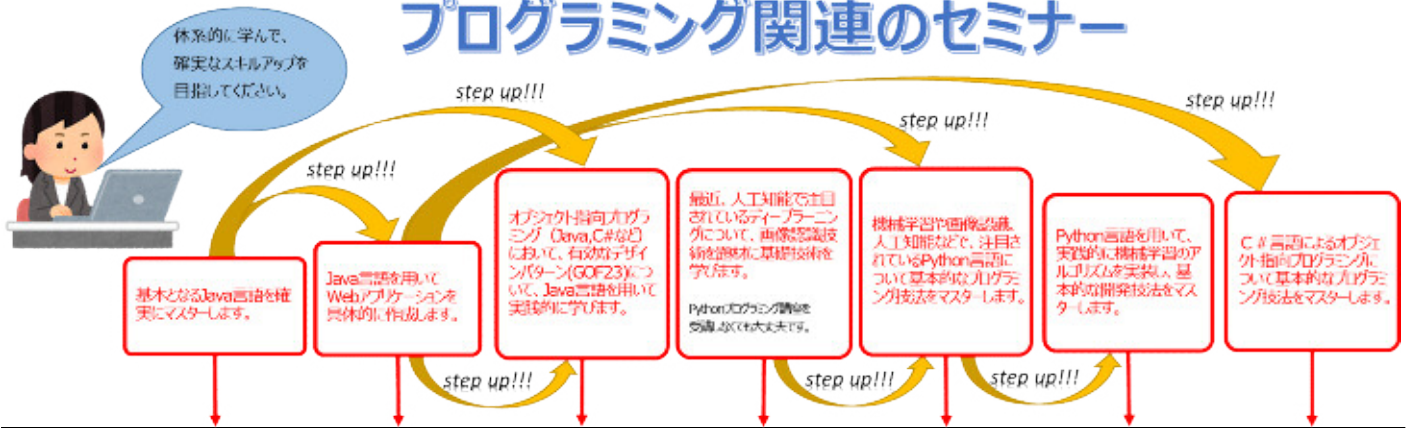 プログラミング関連のセミナー
体系的に学んで、
確実なスキルアップを
目指してください。
step up!!!
step up!!!
step up!!!
step up!!!
基本となるJava言語を確
実にマスターします。
Java言語を用いて
Webアプリケーションを
具体的に作成します。
オブジェクト指向プログラ
ミング（Java,C#など）
において、有効なデザイ
ンパターン(GOF23)につ
いて、Java言語を用いて
実践的に学びます。
最近、人工知能で注目
されているディープラーニン
グについて、画像認識技
術を題材に基礎技術を
学びます。
Pythonプログラミング講座を
受講しなくても大丈夫です。
機械学習や画像認識、
人工知能などで、注目さ
れているPython言語に
ついて基本的なプログラミ
ング技法をマスターします。
Python言語を用いて、
実践的に機械学習のア
ルゴリズムを実装し、基
本的な開発技法をマス
ターします。
C＃言語によるオブジェ
クト指向プログラミングに
ついて基本的なプログラミ
ング技法をマスターします。
step up!!!
step up!!!
step up!!!